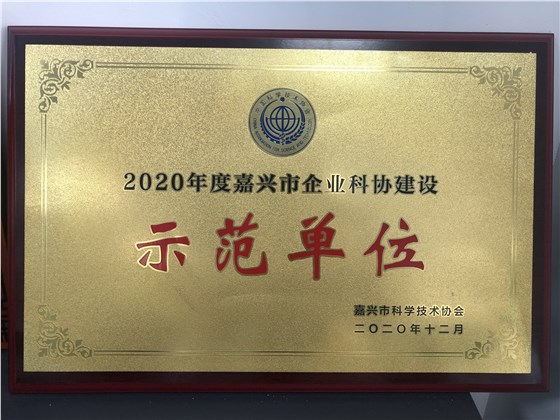 2020年度嘉兴市企业科协建设
示范单位
嘉兴市科学技术协会
二〇二〇年十二月